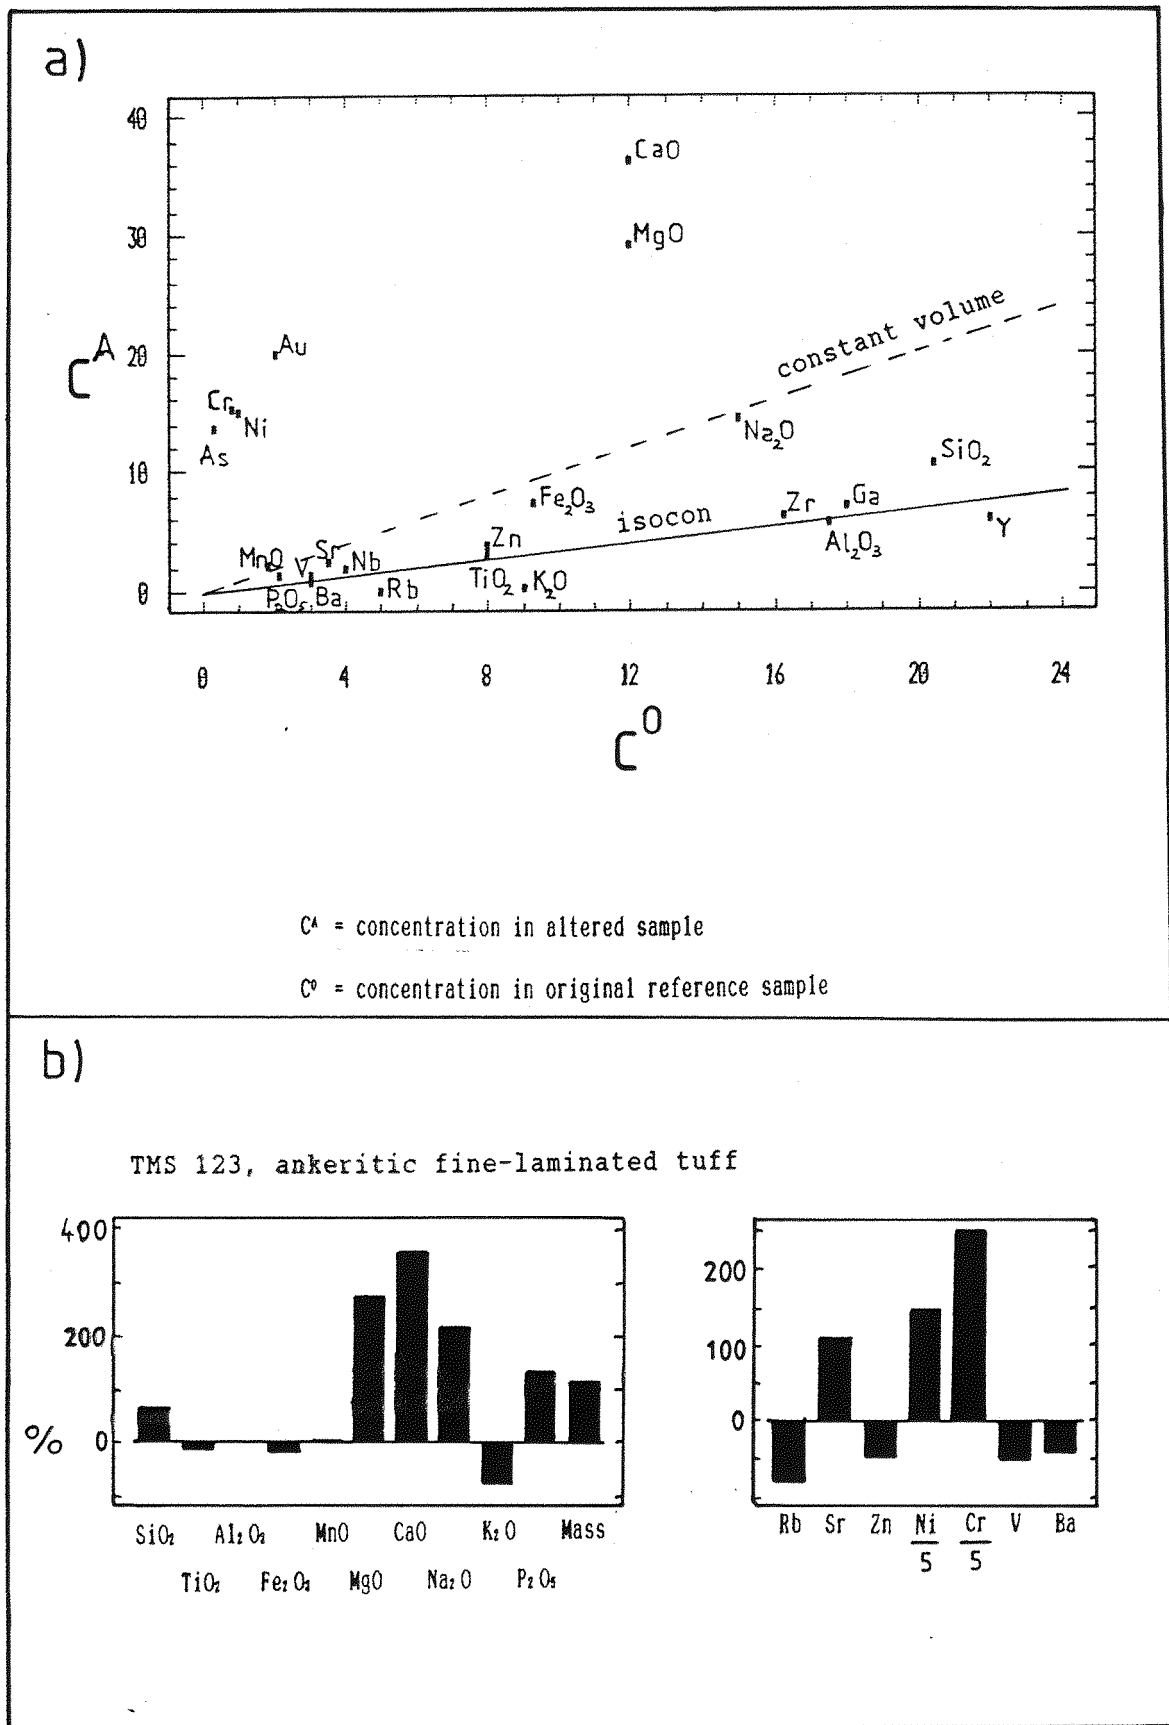 a)
40
30
20
10
0
C^A
CaO
MgO
Au
Cr
Ni
As
constant volume
Na₂O
SiO₂
Fe₂O₃
isocon
Zr
Ga
Al₂O₃
Y
MnO
V
Sr
Nb
Zn
TiO₂
K₂O
P₂O₅
Ba
Rb
0 4 8 12 16 20 24
C^O
Cᴬ = concentration in altered sample
C⁰ = concentration in original reference sample
b)
TMS 123, ankeritic fine-laminated tuff
400
200
0
%
SiO₂ Al₂O₃ MnO CaO K₂O Mass
TiO₂ Fe₂O₃ MgO Na₂O P₂O₅
200
100
0
Rb Sr Zn Ni/5 Cr/5 V Ba